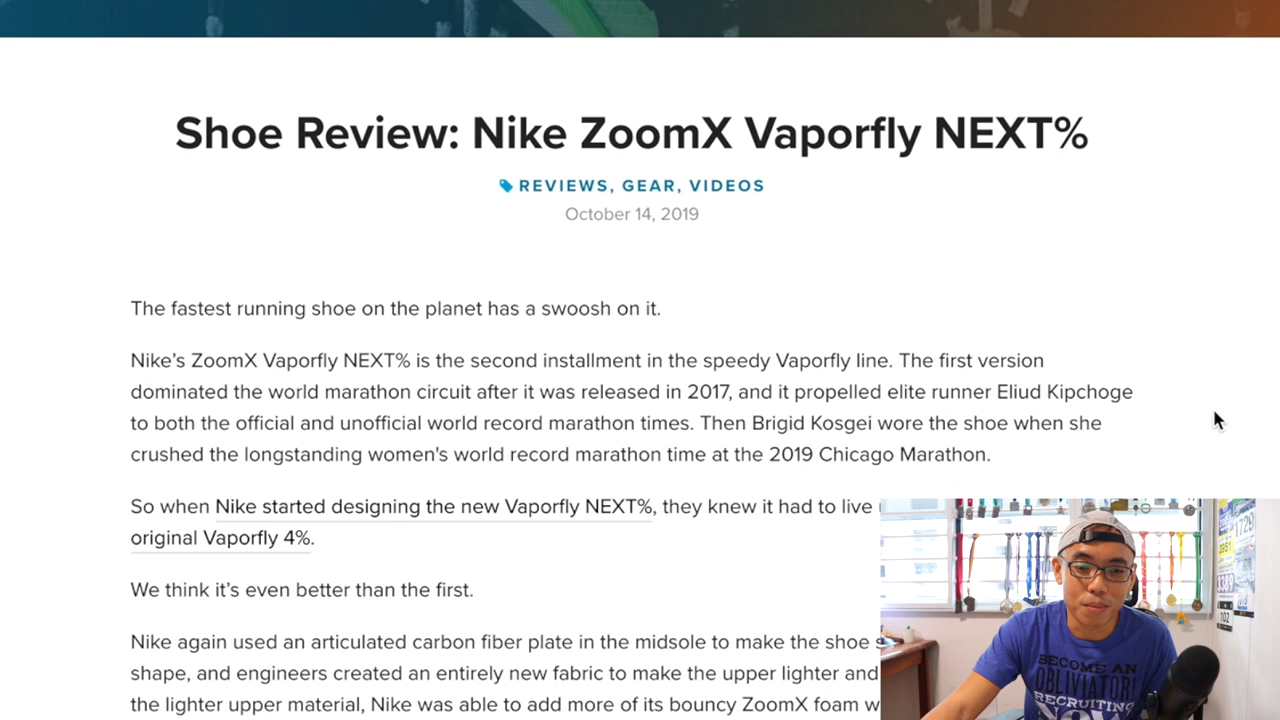 Shoe Review: Nike ZoomX Vaporfly NEXT%
REVIEWS, GEAR, VIDEOS
October 14, 2019
The fastest running shoe on the planet has a swoosh on it.
Nike’s ZoomX Vaporfly NEXT% is the second installment in the speedy Vaporfly line. The first version
dominated the world marathon circuit after it was released in 2017, and it propelled elite runner Eliud Kipchoge
to both the official and unofficial world record marathon times. Then Brigid Kosgei wore the shoe when she
crushed the longstanding women's world record marathon time at the 2019 Chicago Marathon.
So when Nike started designing the new Vaporfly NEXT%, they knew it had to live
original Vaporfly 4%.
We think it’s even better than the first.
Nike again used an articulated carbon fiber plate in the midsole to make the shoe
shape, and engineers created an entirely new fabric to make the upper lighter and
the lighter upper material, Nike was able to add more of its bouncy ZoomX foam
BECOME AN
OBLIVIATOR!
RECRUITING
NOW
1729
102